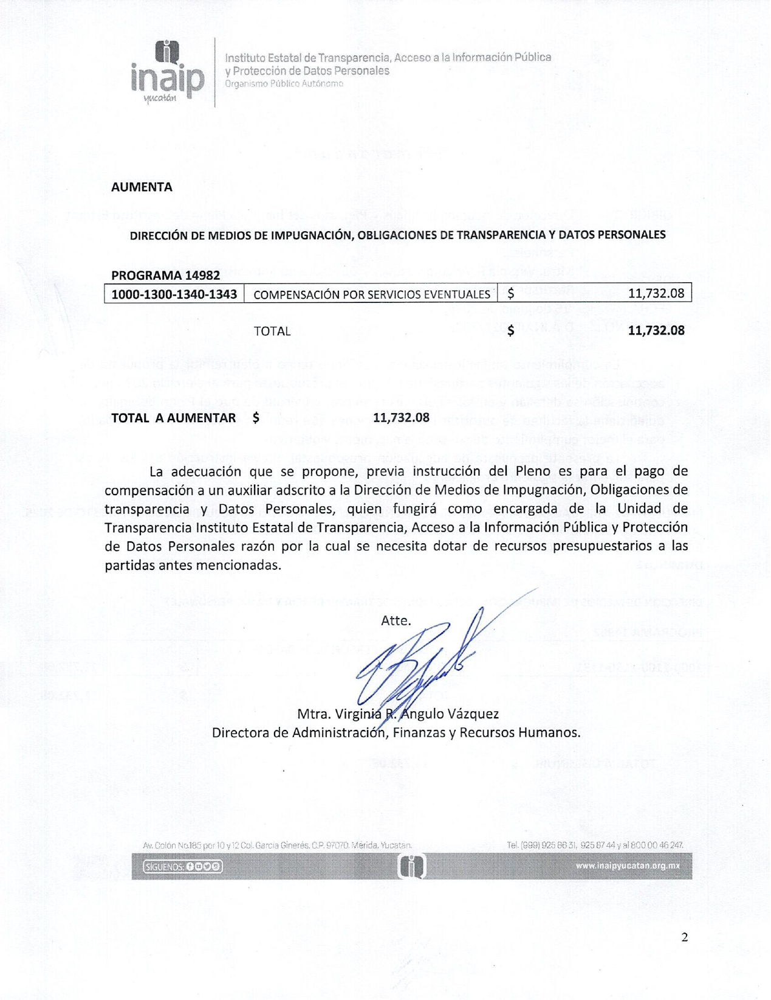 inaip
yucatán
Instituto Estatal de Transparencia, Acceso a la Información Pública
y Protección de Datos Personales
Organismo Público Autónomo
AUMENTA
DIRECCIÓN DE MEDIOS DE IMPUGNACIÓN, OBLIGACIONES DE TRANSPARENCIA Y DATOS PERSONALES
PROGRAMA 14982
1000-1300-1340-1343 COMPENSACIÓN POR SERVICIOS EVENTUALES $ 11,732.08
TOTAL $ 11,732.08
TOTAL A AUMENTAR $ 11,732.08
La adecuación que se propone, previa instrucción del Pleno es para el pago de
compensación a un auxiliar adscrito a la Dirección de Medios de Impugnación, Obligaciones de
transparencia y Datos Personales, quien fungirá como encargada de la Unidad de
Transparencia Instituto Estatal de Transparencia, Acceso a la Información Pública y Protección
de Datos Personales razón por la cual se necesita dotar de recursos presupuestarios a las
partidas antes mencionadas.
Atte.
Mtra. Virginia R. Angulo Vázquez
Directora de Administración, Finanzas y Recursos Humanos.
Av. Colón No.185 por 10 y 12 Col. García Ginerés, C.P. 97070, Mérida, Yucatán.
Tel. (999) 925 86 31, 925 87 44 y al 800 00 46 247.
SÍGUENOS:
www.inaipyucatan.org.mx
2